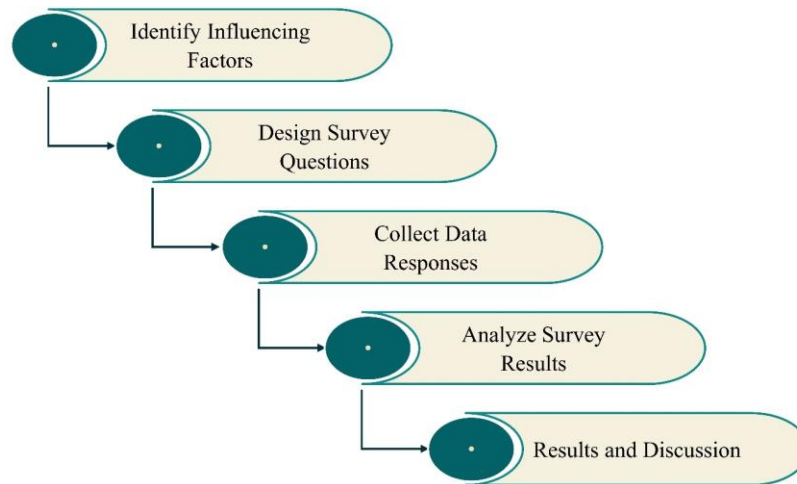 Identify Influencing
Factors
Design Survey
Questions
Collect Data
Responses
Analyze Survey
Results
Results and Discussion